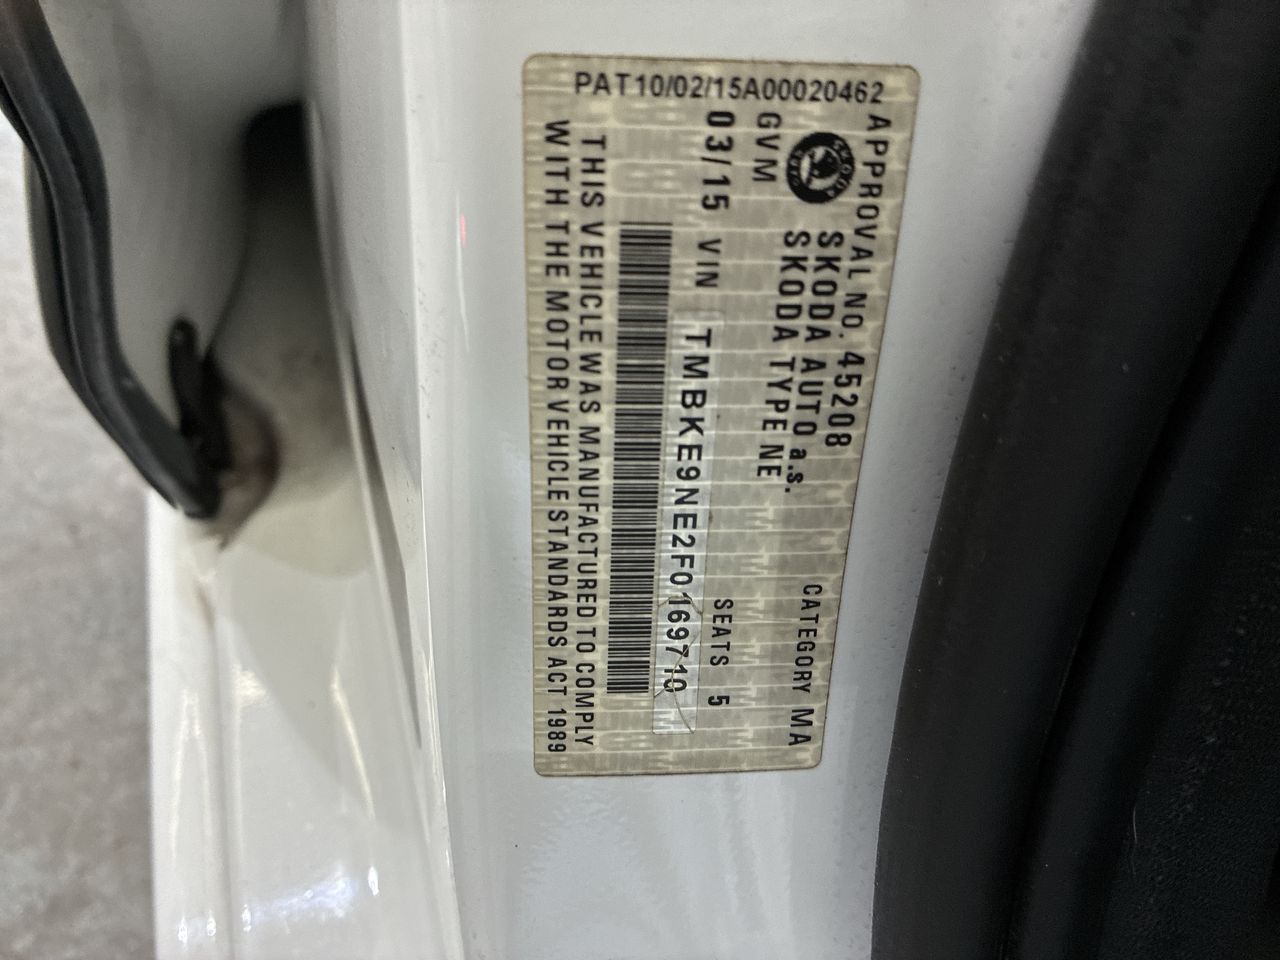 PAT10/02/15A00020462
APPROVAL NO. 45208
SKODA AUTO a.s. CATEGORY MA
SKODA TYPE NE
GVM
03/15 VIN TMBKE9NE2F0169710 SEATS 5
THIS VEHICLE WAS MANUFACTURED TO COMPLY
WITH THE MOTOR VEHICLE STANDARDS ACT 1989